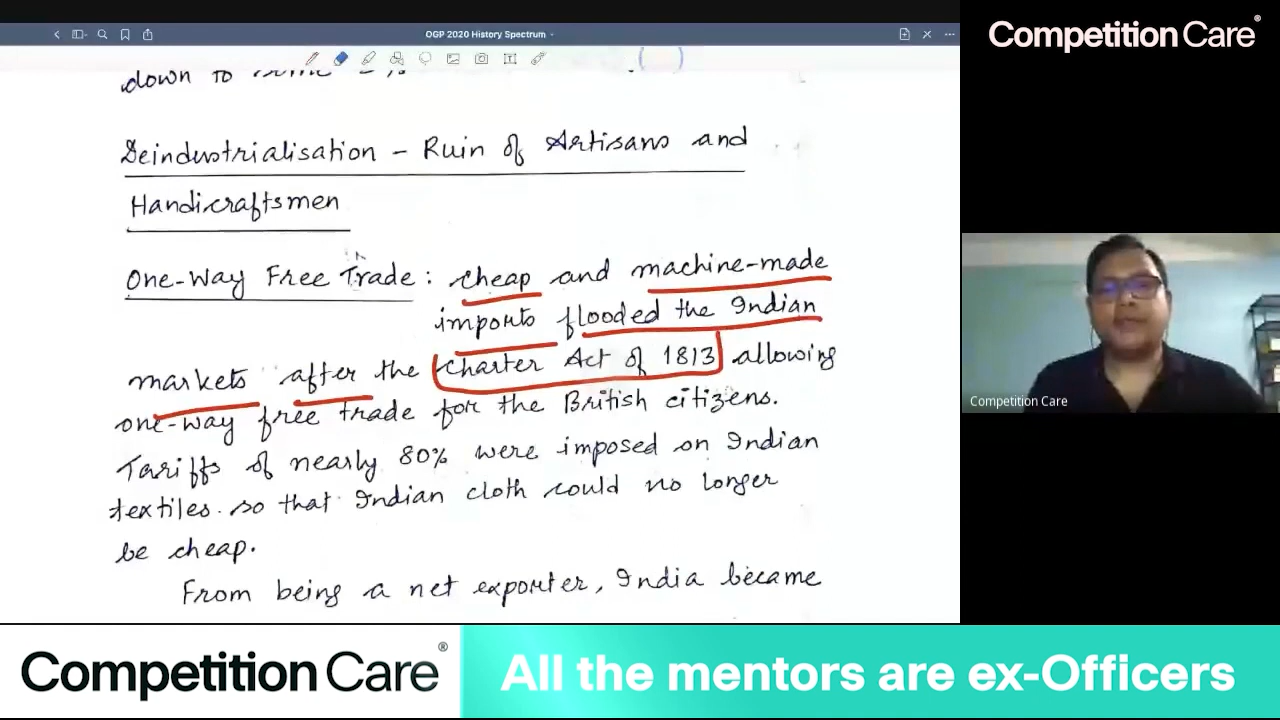 OGP 2020 History Spectrum
Competition Care®
down to
Deindustrialisation – Ruin of Artisans and
Handicraftsmen
One-Way Free Trade : cheap and machine-made
imports flooded the Indian
markets after the Charter Act of 1813 allowing
one-way free trade for the British citizens.
Tariffs of nearly 80% were imposed on Indian
textiles so that Indian cloth could no longer
be cheap.
From being a net exporter, India became
Competition Care
Competition Care®
All the mentors are ex-Officers